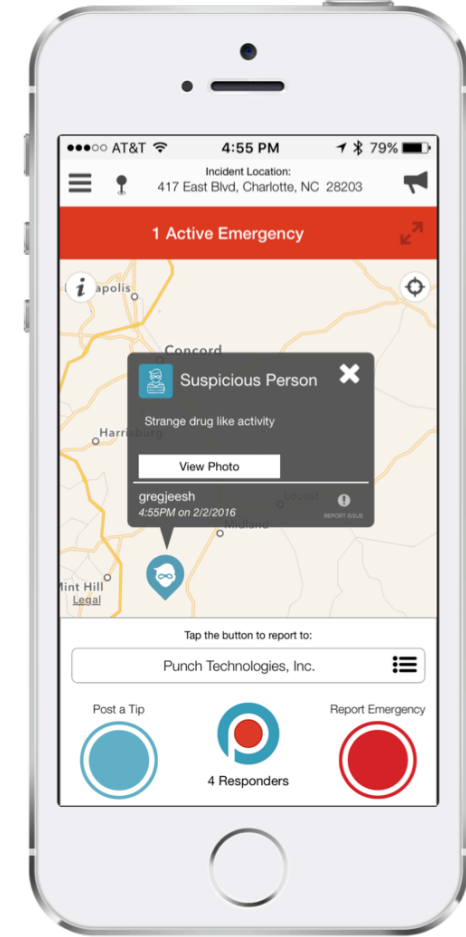 AT&T 4:55 PM 79%
Incident Location:
417 East Blvd, Charlotte, NC 28203
1 Active Emergency
i apolis
Concord
Suspicious Person
Strange drug like activity
Harrisburg
View Photo
gregjeesh
4:55PM on 2/2/2016
Locust
REPORT ISSUE
Midland
Mint Hill
Legal
Tap the button to report to:
Punch Technologies, Inc.
Post a Tip
Report Emergency
4 Responders